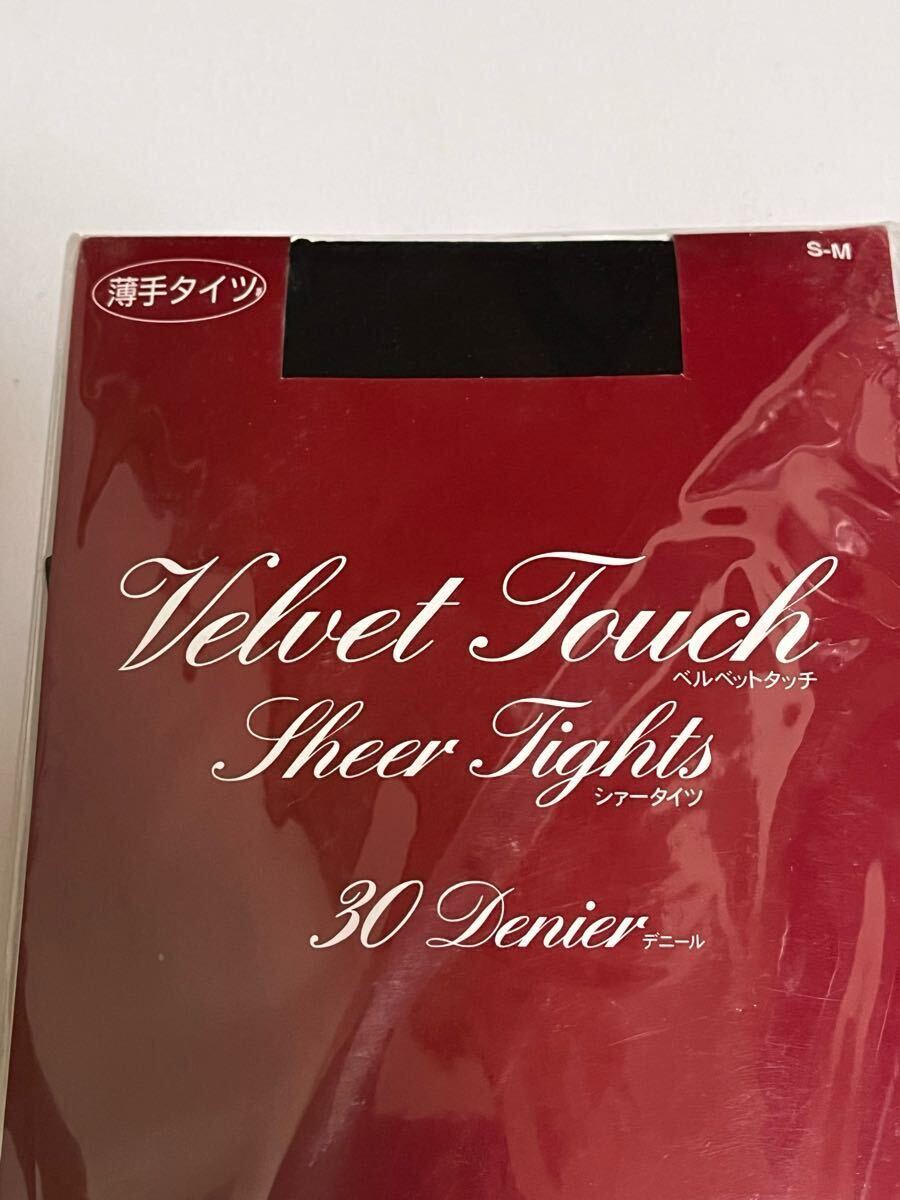 薄手タイツ
S-M
Velvet Touch
ベルベットタッチ
Sheer Tights
シアータイツ
30 Denier デニール